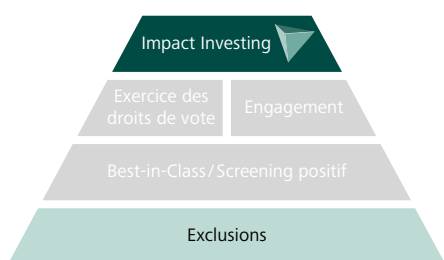 Impact Investing
Exercice des
droits de vote
Engagement
Best-in-Class/Screening positif
Exclusions